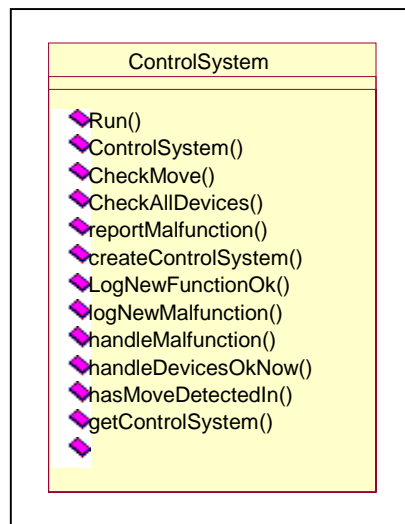 ControlSystem
Run()
ControlSystem()
CheckMove()
CheckAllDevices()
reportMalfunction()
createControlSystem()
LogNewFunctionOk()
logNewMalfunction()
handleMalfunction()
handleDevicesOkNow()
hasMoveDetectedIn()
getControlSystem()